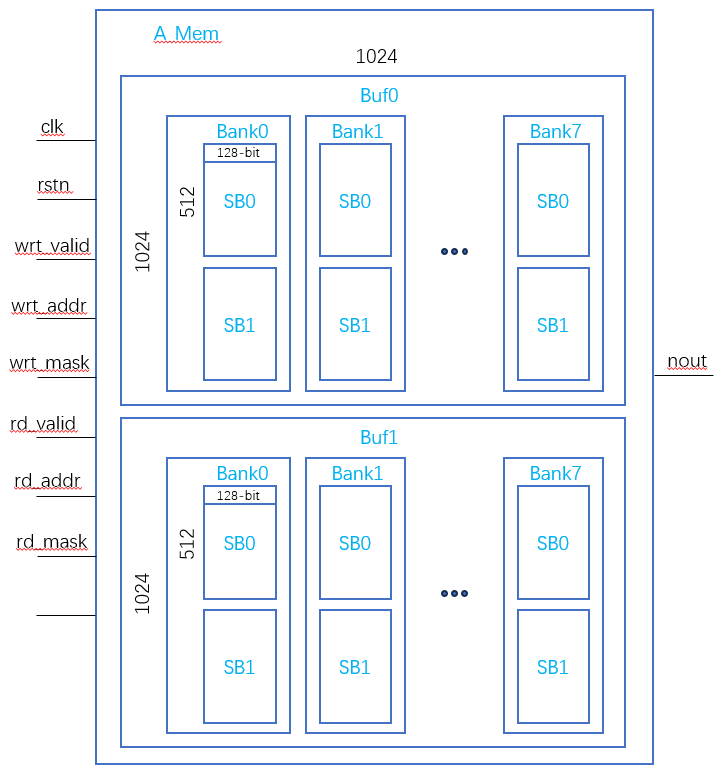 A_Mem
1024
Buf0
clk
rstn
wrt_valid
wrt_addr
wrt_mask
rd_valid
rd_addr
rd_mask
nout
1024
512
Bank0
128-bit
SB0
SB1
Bank1
SB0
SB1
Bank7
SB0
SB1
Buf1
1024
512
Bank0
128-bit
SB0
SB1
Bank1
SB0
SB1
Bank7
SB0
SB1